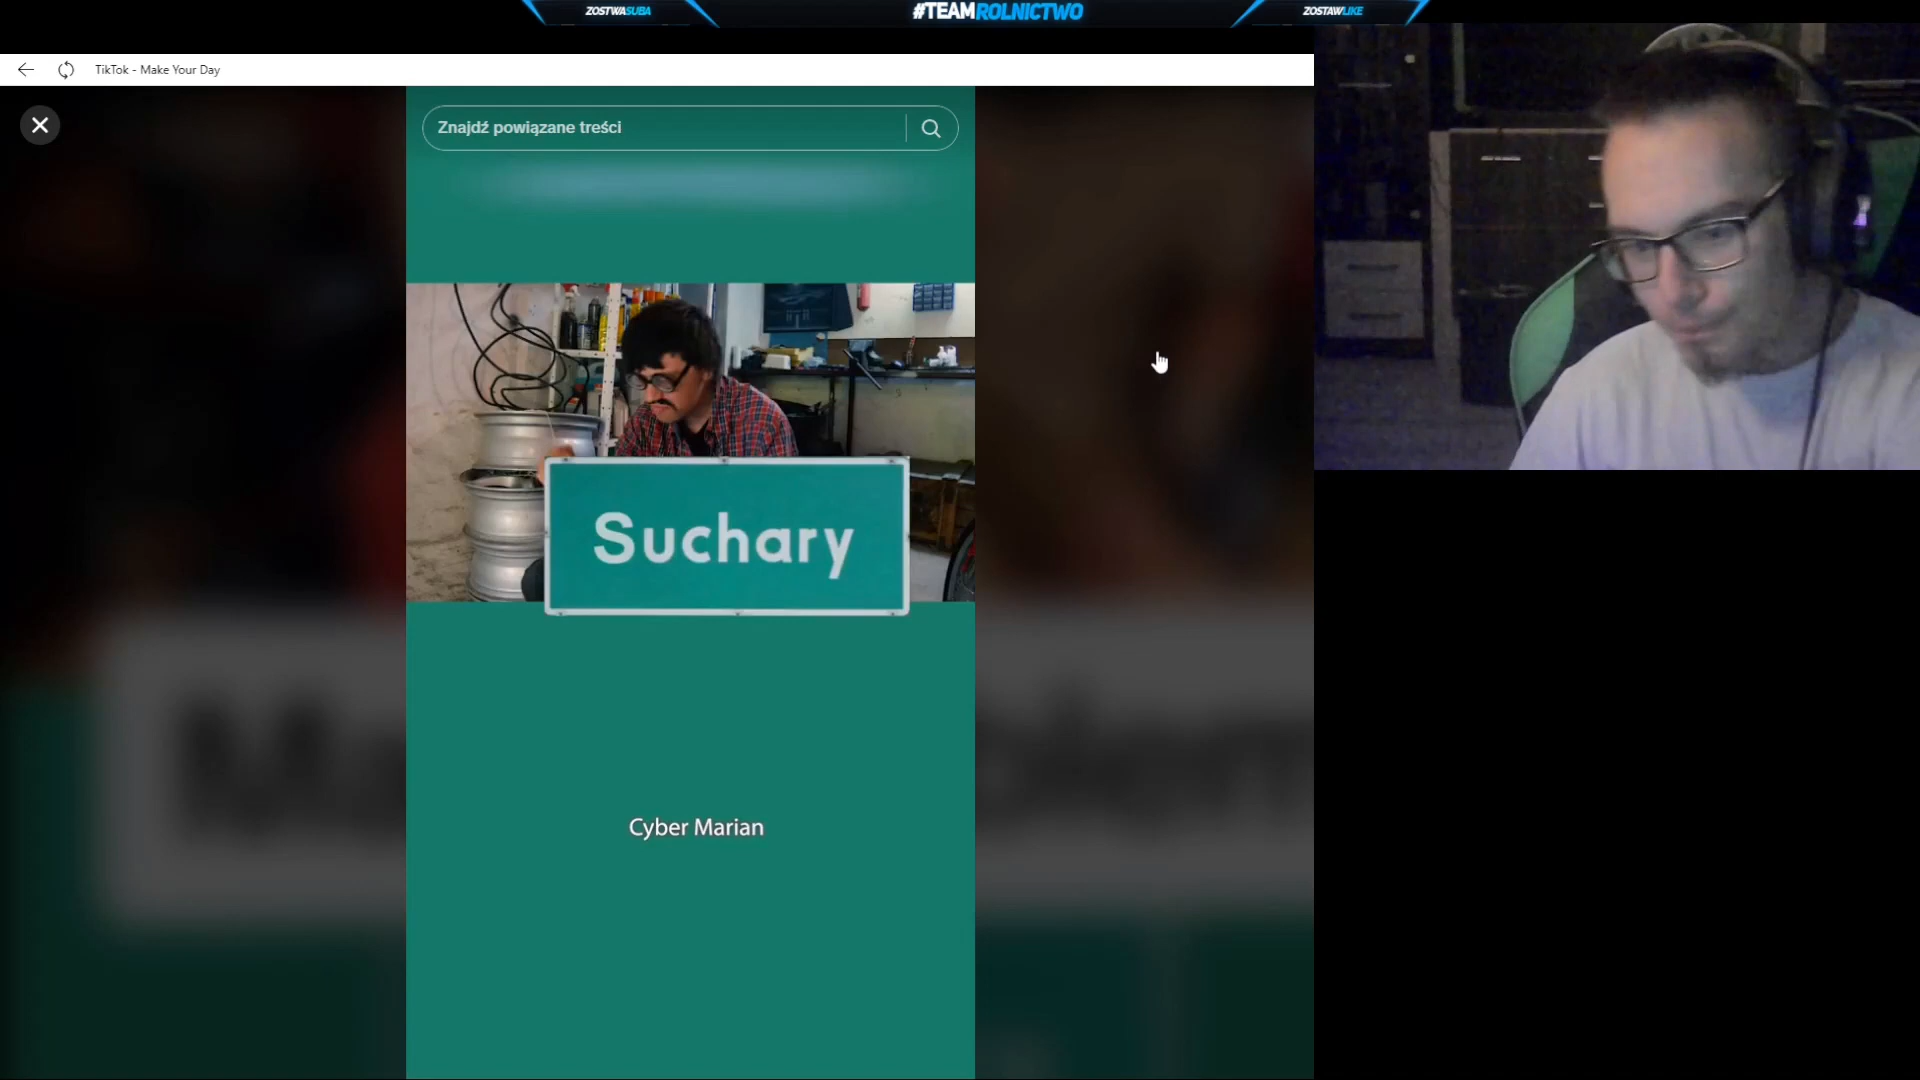 ZOSTWASUBA
#TEAMROLNICTWO
ZOSTAWLIKE
TikTok - Make Your Day
Znajdź powiązane treści
Suchary
Cyber Marian